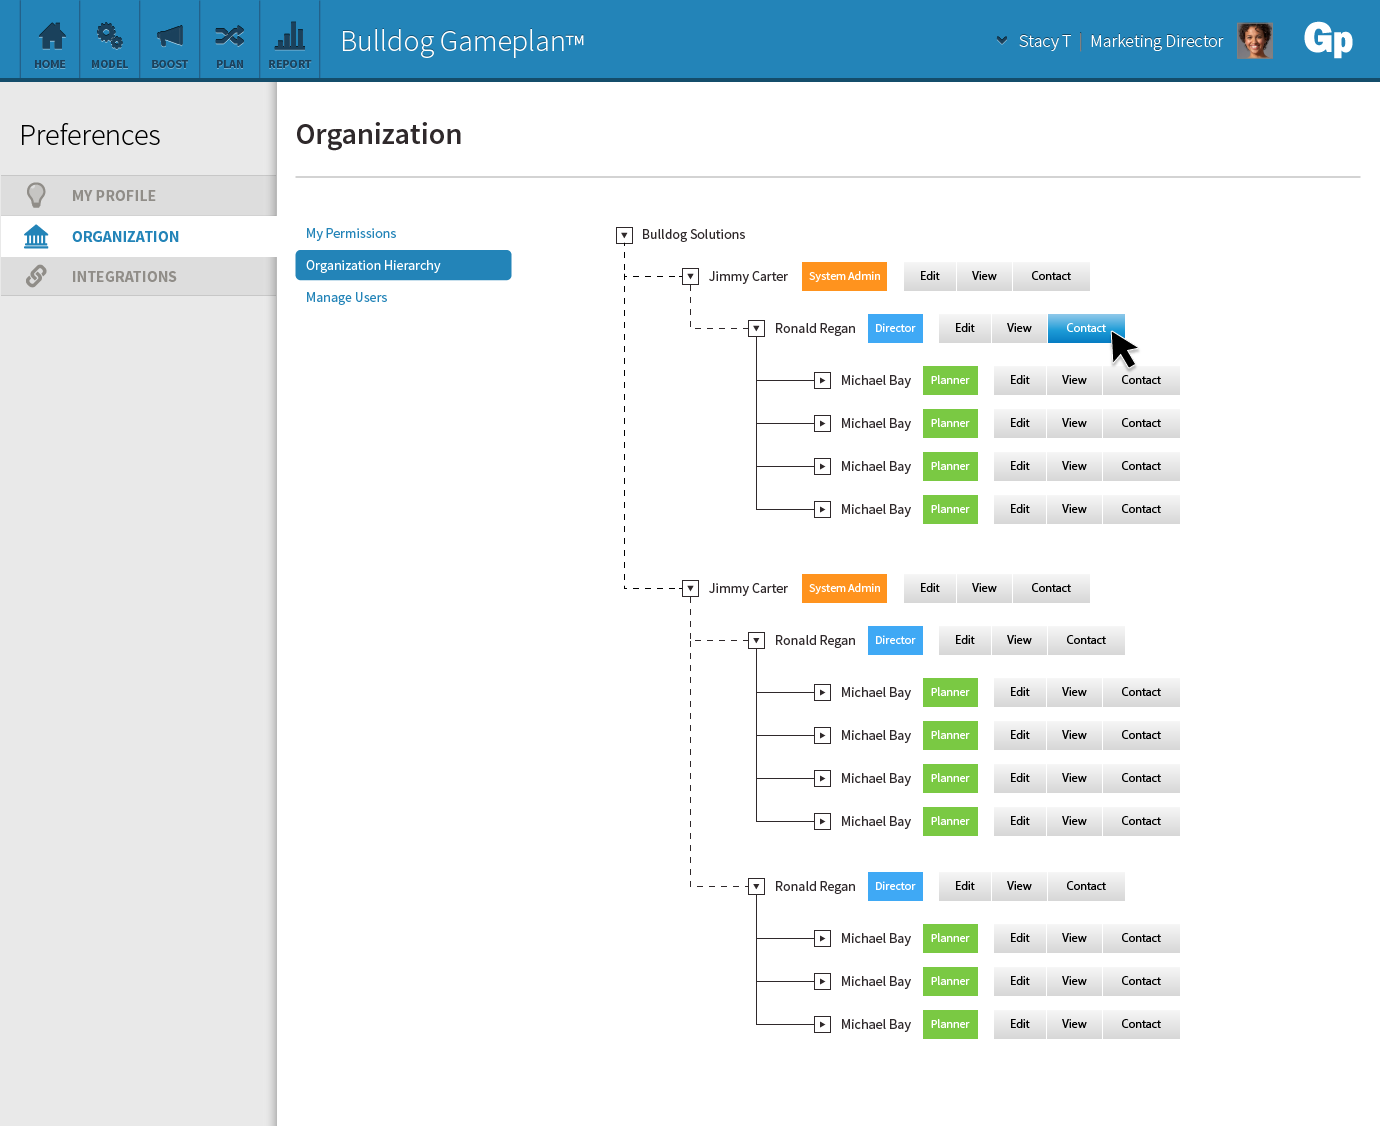 HOME MODEL BOOST PLAN REPORT
Bulldog Gameplan™
Stacy T | Marketing Director
Gp
Preferences
MY PROFILE
ORGANIZATION
INTEGRATIONS
Organization
My Permissions
Organization Hierarchy
Manage Users
Bulldog Solutions
Jimmy Carter System Admin Edit View Contact
Ronald Regan Director Edit View Contact
Michael Bay Planner Edit View Contact
Michael Bay Planner Edit View Contact
Michael Bay Planner Edit View Contact
Michael Bay Planner Edit View Contact
Jimmy Carter System Admin Edit View Contact
Ronald Regan Director Edit View Contact
Michael Bay Planner Edit View Contact
Michael Bay Planner Edit View Contact
Michael Bay Planner Edit View Contact
Michael Bay Planner Edit View Contact
Ronald Regan Director Edit View Contact
Michael Bay Planner Edit View Contact
Michael Bay Planner Edit View Contact
Michael Bay Planner Edit View Contact